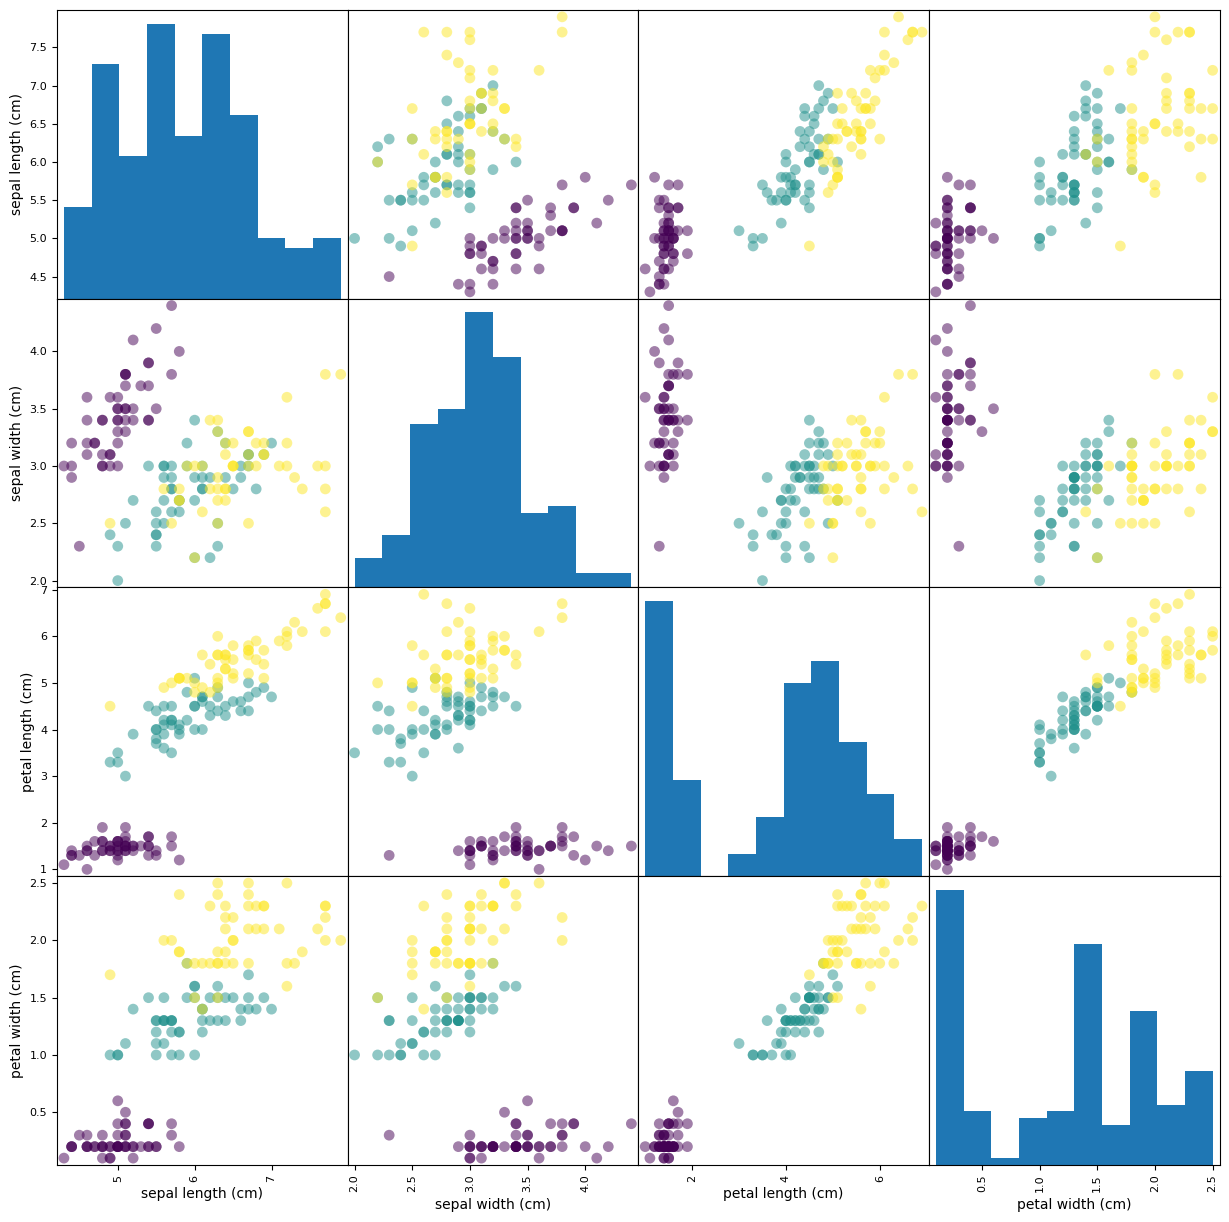 7.5
7.0
6.5
6.0
5.5
5.0
4.5
sepal length (cm)
4.0
3.5
3.0
2.5
2.0
sepal width (cm)
7
6
5
4
3
2
1
petal length (cm)
2.5
2.0
1.5
1.0
0.5
petal width (cm)
5 6 7
sepal length (cm)
2.0 2.5 3.0 3.5 4.0
sepal width (cm)
2 4 6
petal length (cm)
0.5 1.0 1.5 2.0 2.5
petal width (cm)